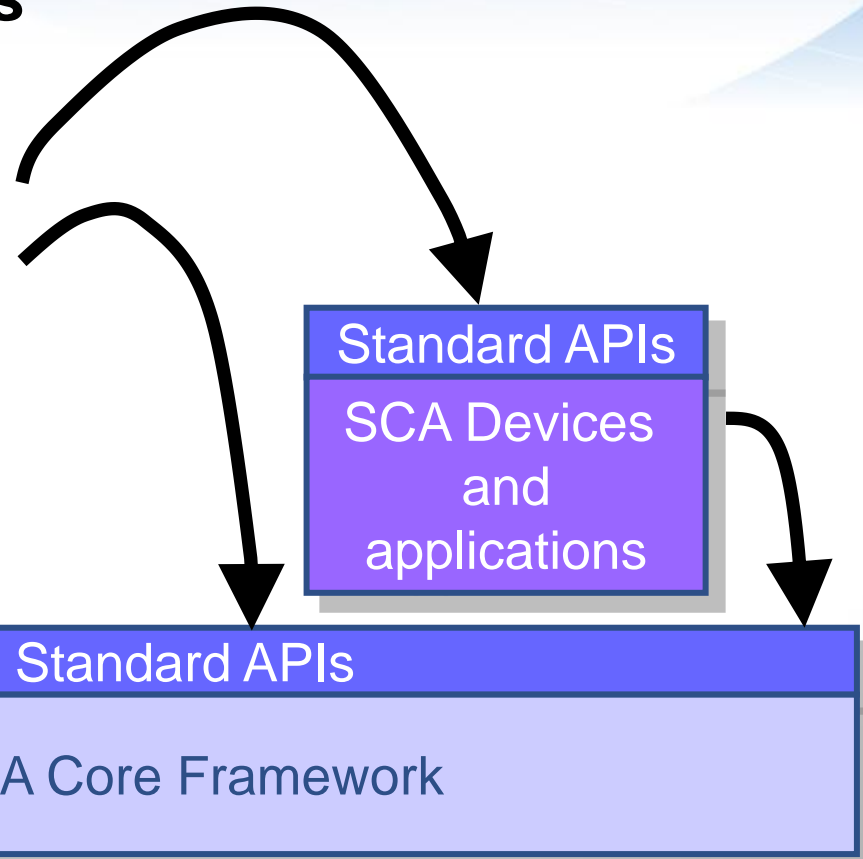 s
Standard APIs
SCA Devices
and
applications
Standard APIs
A Core Framework